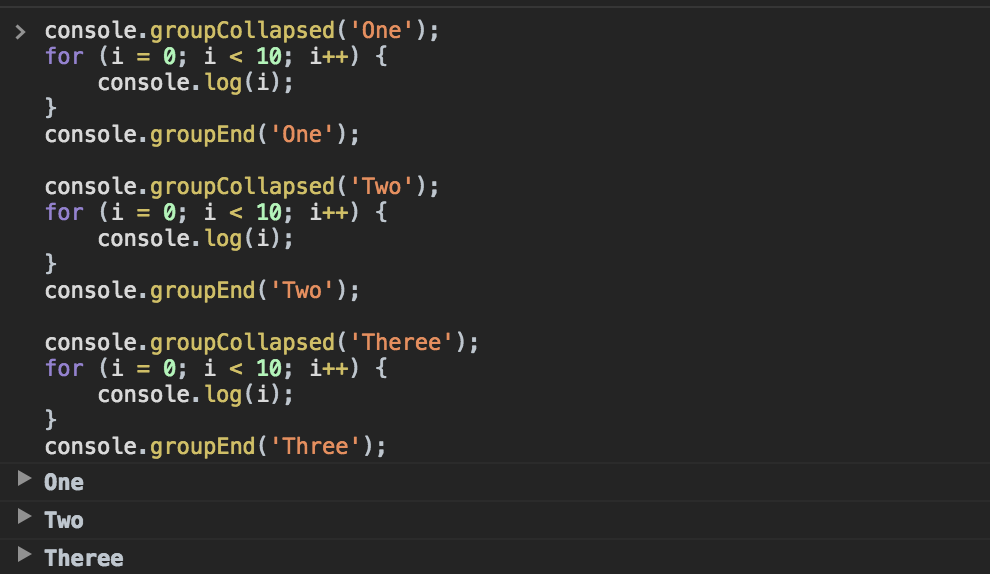 console.groupCollapsed('One');
for (i = 0; i < 10; i++) {
    console.log(i);
}
console.groupEnd('One');

console.groupCollapsed('Two');
for (i = 0; i < 10; i++) {
    console.log(i);
}
console.groupEnd('Two');

console.groupCollapsed('Theree');
for (i = 0; i < 10; i++) {
    console.log(i);
}
console.groupEnd('Three');
One
Two
Theree